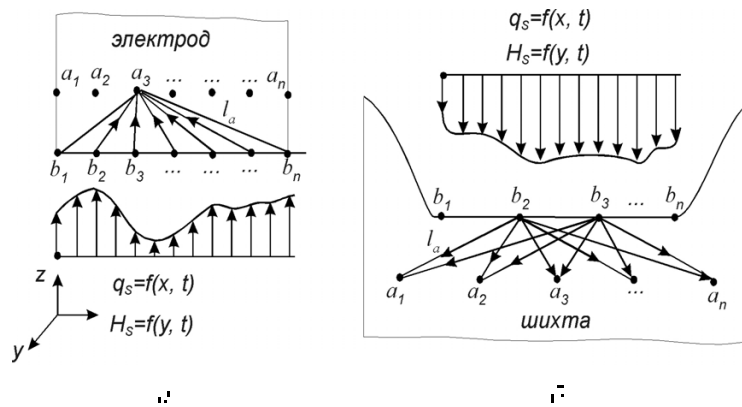 электрод
a1 a2 a3 ... ... ... an
la
b1 b2 b3 ... ... ... bn
z
qs=f(x, t)
Hs=f(y, t)
y
qs=f(x, t)
Hs=f(y, t)
b1 b2 b3 ... bn
la
a1 a2 a3 ... an
шихта